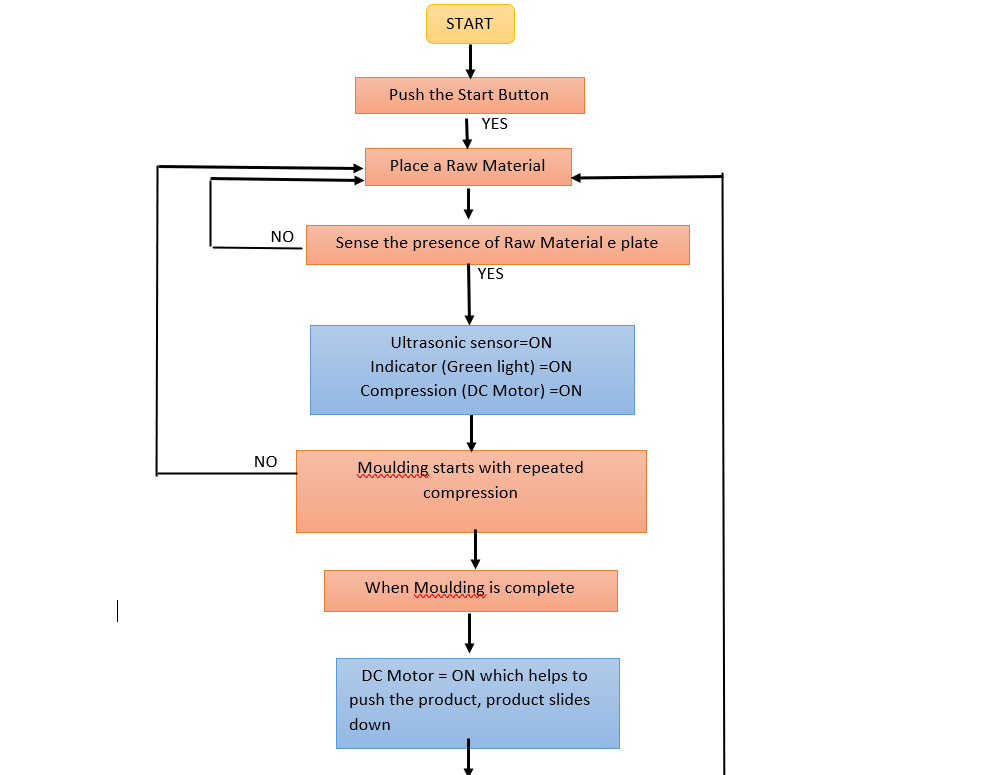 START
Push the Start Button
YES
Place a Raw Material
NO
Sense the presence of Raw Material e plate
YES
Ultrasonic sensor=ON
Indicator (Green light) =ON
Compression (DC Motor) =ON
NO
Moulding starts with repeated
compression
When Moulding is complete
DC Motor = ON which helps to
push the product, product slides
down